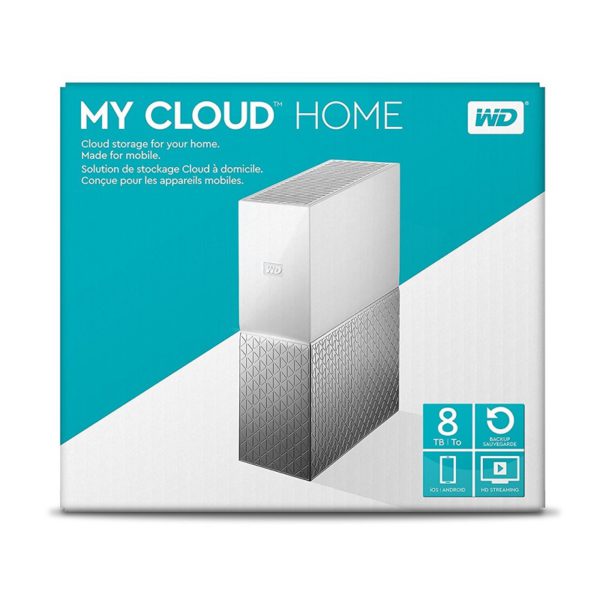 MY CLOUD™ HOME
WD®
Cloud storage for your home.
Made for mobile.
Solution de stockage Cloud à domicile.
Conçue pour les appareils mobiles.
WD
8
TB | To
BACKUP
SAUVEGARDE
iOS | ANDROID
HD STREAMING